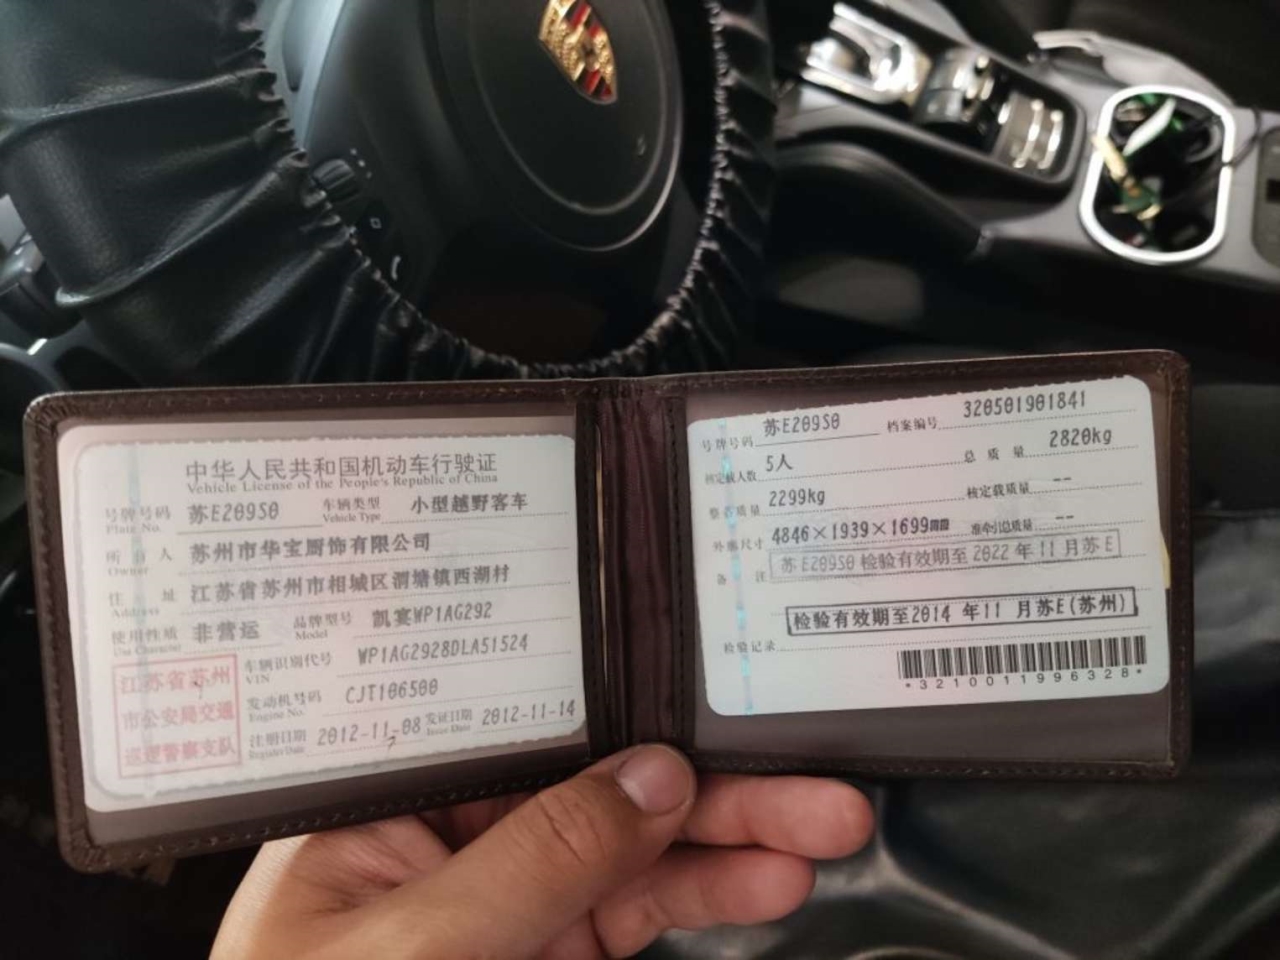 中华人民共和国机动车行驶证
Vehicle License of the People's Republic of China
号牌号码 苏E209S0 车辆类型 小型越野客车
Plate No. Vehicle Type
所有人 苏州市华宝厨饰有限公司
Owner
住址 江苏省苏州市相城区渭塘镇西湖村
Address
使用性质 非营运 品牌型号 凯宴WP1AG292
Use Character Model
车辆识别代号 WP1AG2928DLA51524
VIN
发动机号码 CJT106500
Engine No.
注册日期 2012-11-08 发证日期 2012-11-14
Register Date Issue Date
江苏省苏州
市公安局交通
巡逻警察支队
号牌号码 苏E209S0 档案编号 320501901841
核定载人数 5人 总质量 2820kg
整备质量 2299kg 核定载质量 --
外廓尺寸 4846×1939×1699mm 准牵引总质量 --
备注 苏E209S0 检验有效期至 2022 年 11 月苏E
检验有效期至2014 年11 月苏E(苏州)
检验记录
*3210011996328*